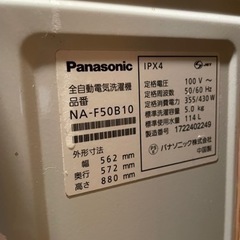 Panasonic
全自動電気洗濯機
品番
NA-F50B10
外形寸法
幅 562 mm
奥行 572 mm
高さ 880 mm
IPX4
JET
定格電圧 100 V～
定格周波数 50/60 Hz
定格消費電力 355/430 W
標準洗濯容量 5.0 kg
標準使用水量 114 L
製造番号 1722402249
パナソニック株式会社
中国製